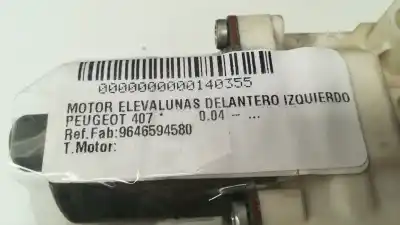 0000000000140355
MOTOR ELEVALUNAS DELANTERO IZQUIERDO
PEUGEOT 407 * 0.04 - ...
Ref.Fab:9646594580
T.Motor: